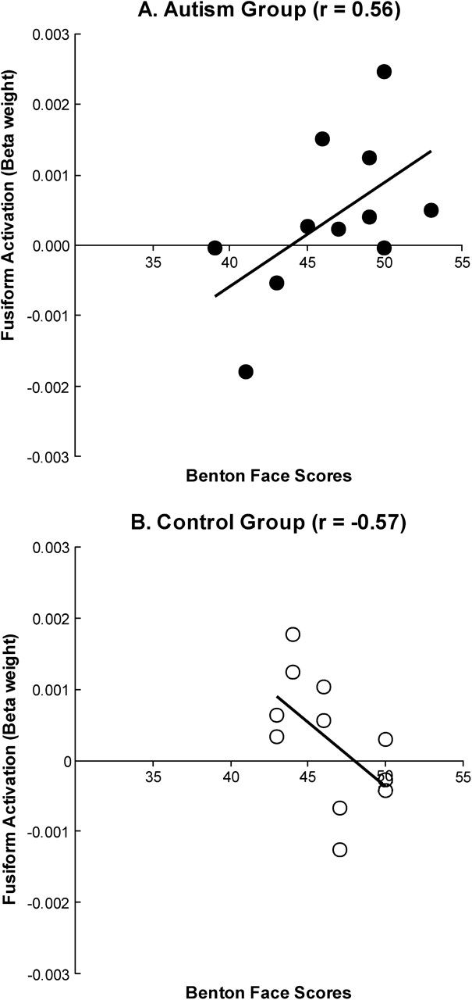 A. Autism Group (r = 0.56)
Fusiform Activation (Beta weight)
0.003
0.002
0.001
0.000
-0.001
-0.002
-0.003
35 40 45 50 55
Benton Face Scores
B. Control Group (r = -0.57)
Fusiform Activation (Beta weight)
0.003
0.002
0.001
0
-0.001
-0.002
-0.003
35 40 45 50 55
Benton Face Scores